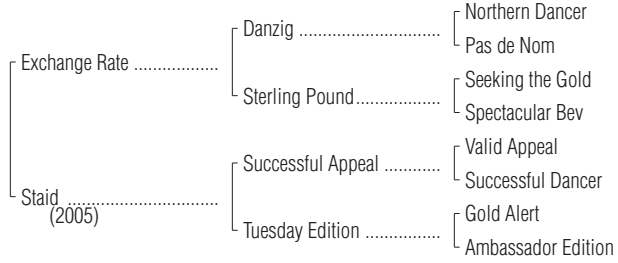 Northern Dancer
Danzig ..............................
Pas de Nom
Exchange Rate ..................
Seeking the Gold
Sterling Pound..................
Spectacular Bev
Valid Appeal
Successful Appeal ............
Successful Dancer
Staid ................................
(2005)
Gold Alert
Tuesday Edition ................
Ambassador Edition